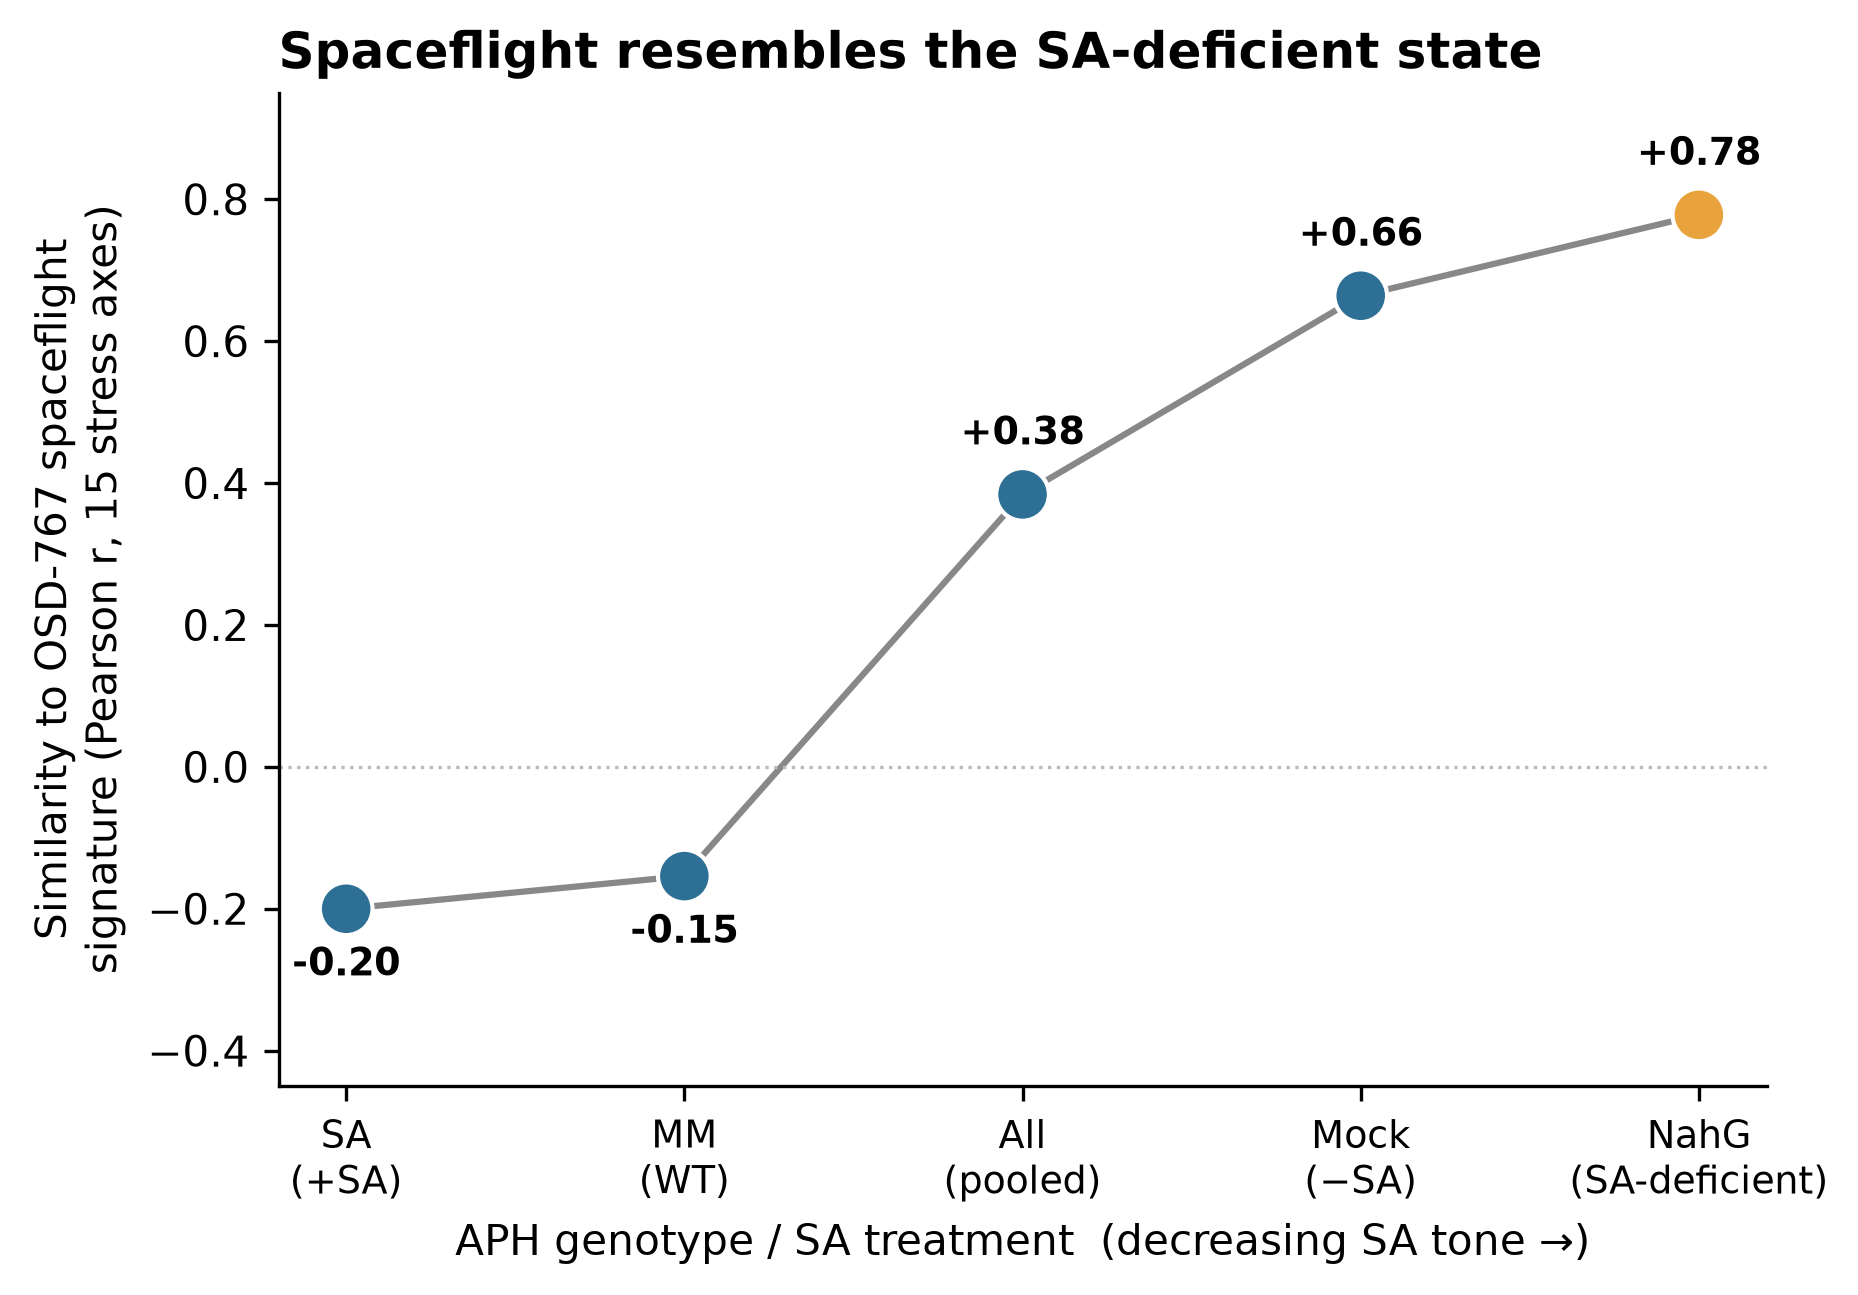 Spaceflight resembles the SA-deficient state
Similarity to OSD-767 spaceflight
signature (Pearson r, 15 stress axes)
0.8
0.6
0.4
0.2
0.0
−0.2
−0.4
-0.20
-0.15
+0.38
+0.66
+0.78
SA
(+SA)
MM
(WT)
All
(pooled)
Mock
(−SA)
NahG
(SA-deficient)
APH genotype / SA treatment  (decreasing SA tone →)